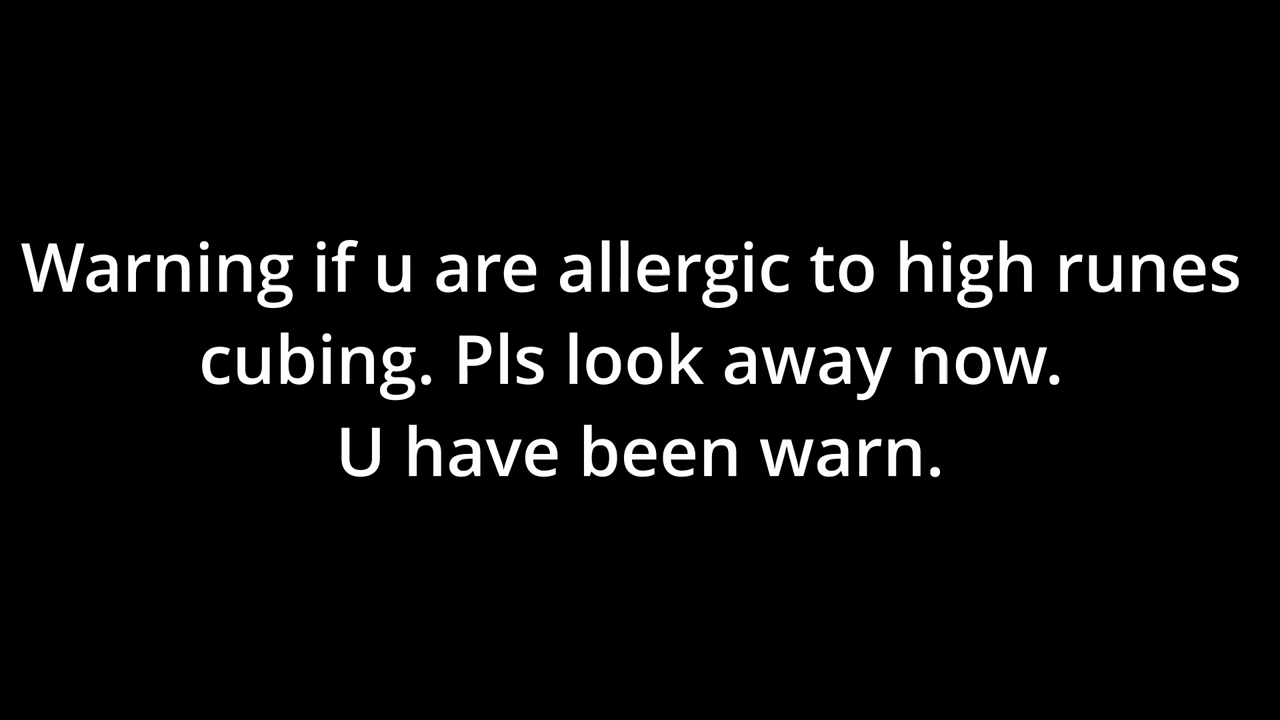 Warning if u are allergic to high runes
cubing. Pls look away now.
U have been warn.